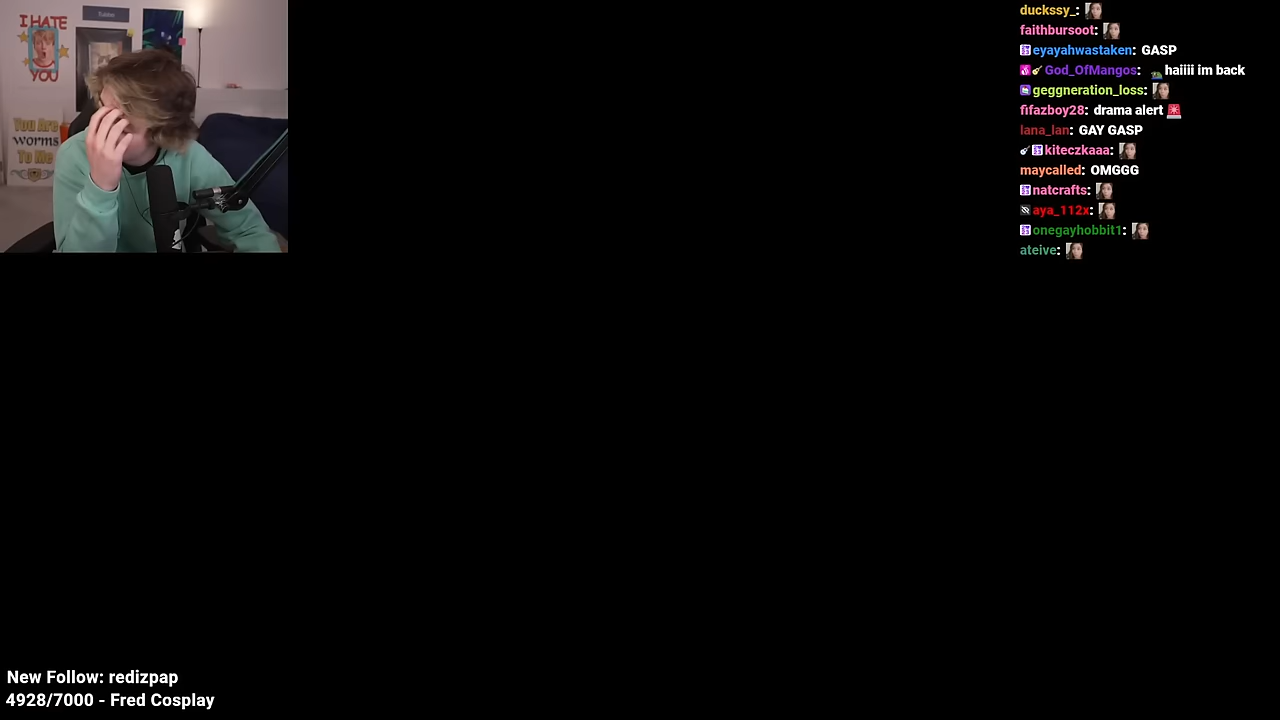 I HATE
YOU
You Are
worms
To Me
duckssy_:
faithbursoot:
eyayahwastaken: GASP
God_OfMangos: haiiii im back
geggneration_loss:
fifazboy28: drama alert 🚨
lana_lan: GAY GASP
kiteczkaaa:
maycalled: OMGGG
natcrafts:
aya_112x:
onegayhobbit1:
ateive:
New Follow: redizpap
4928/7000 - Fred Cosplay